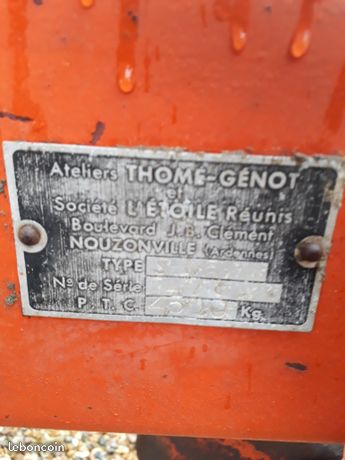 Ateliers THOMÉ-GÉNOT
et
Société L'ÉTOILE Réunis
Boulevard J.B. Clément
NOUZONVILLE (Ardennes)
TYPE
No de Série
P. T. C. Kg
leboncoin